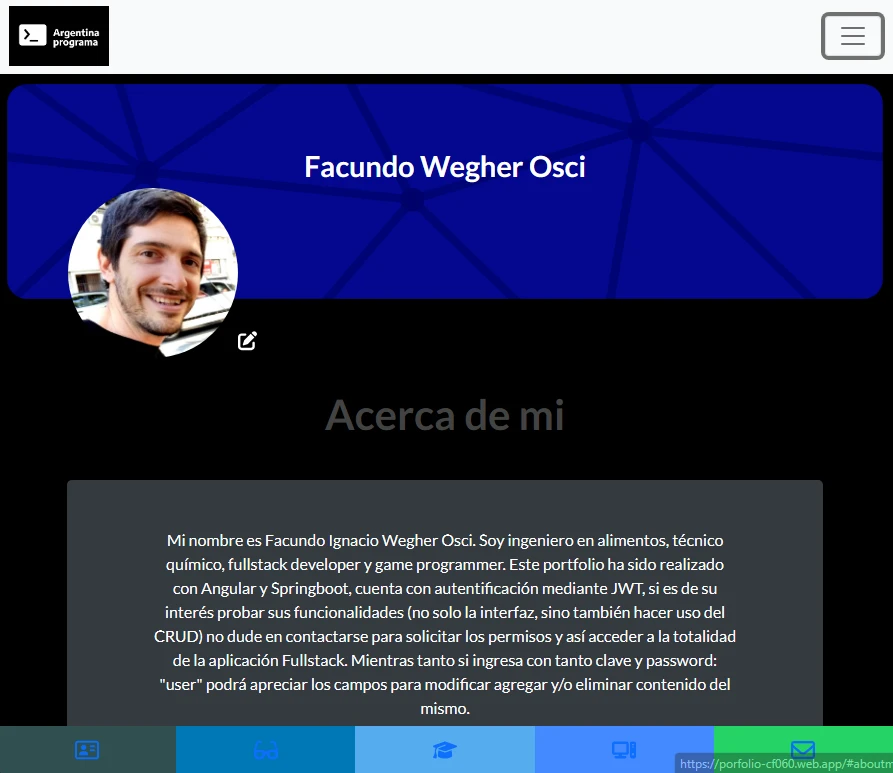 Argentina
programa
Facundo Wegher Osci
Acerca de mi
Mi nombre es Facundo Ignacio Wegher Osci. Soy ingeniero en alimentos, técnico
químico, fullstack developer y game programmer. Este portfolio ha sido realizado
con Angular y Springboot, cuenta con autentificación mediante JWT, si es de su
interés probar sus funcionalidades (no solo la interfaz, sino también hacer uso del
CRUD) no dude en contactarse para solicitar los permisos y así acceder a la totalidad
de la aplicación Fullstack. Mientras tanto si ingresa con tanto clave y password:
"user" podrá apreciar los campos para modificar agregar y/o eliminar contenido del
mismo.
https://porfolio-cf060.web.app/#aboutm